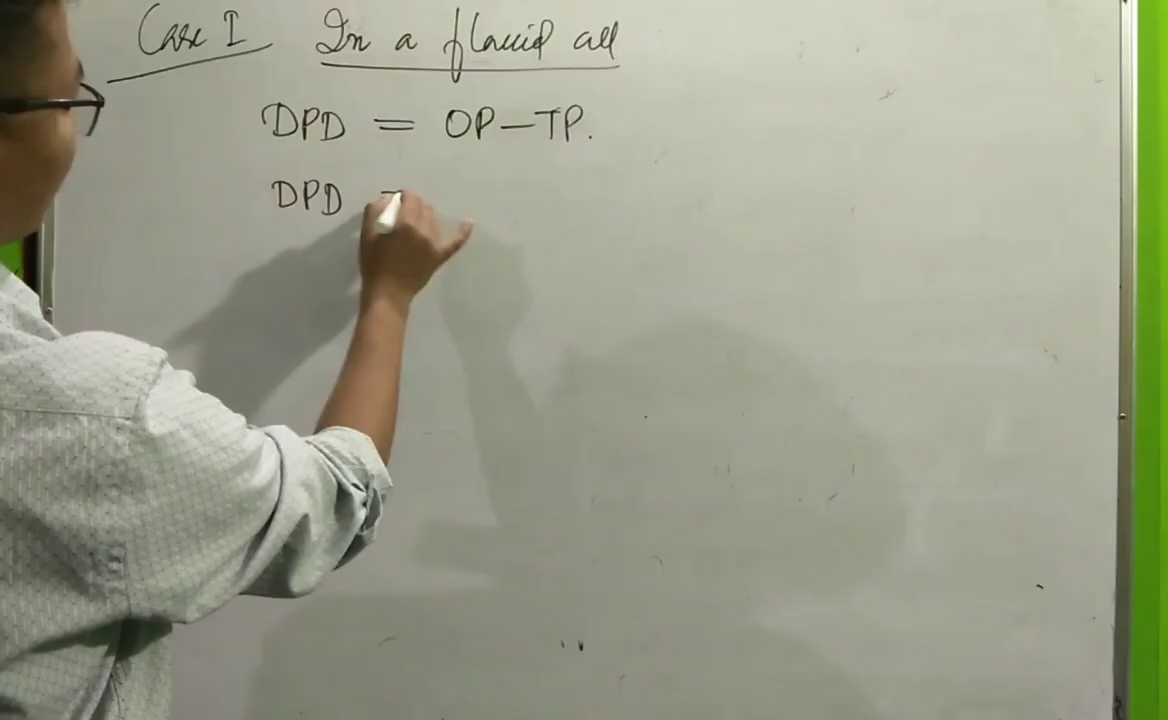 Case I In a flaccid cell
DPD = OP-TP.
DPD =